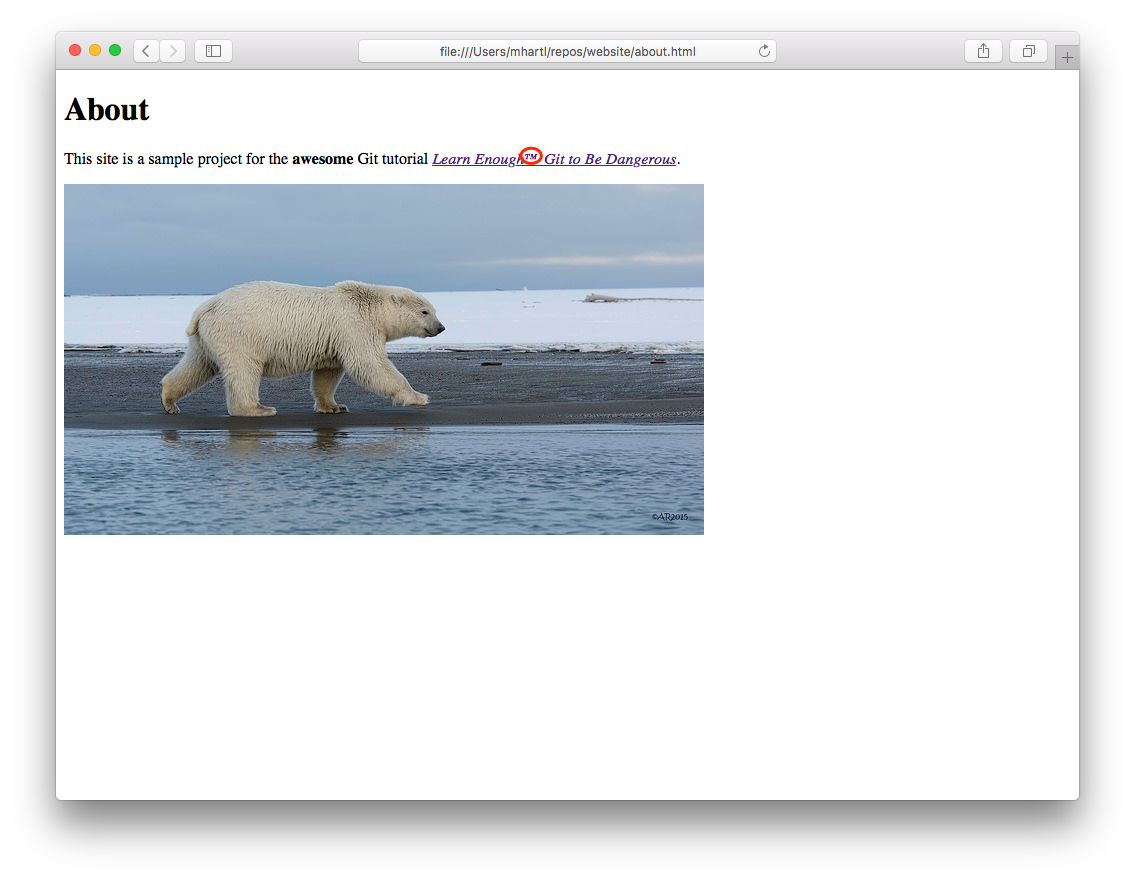 file:///Users/mhartl/repos/website/about.html
About
This site is a sample project for the awesome Git tutorial Learn Enough™ Git to Be Dangerous.
©AR2015